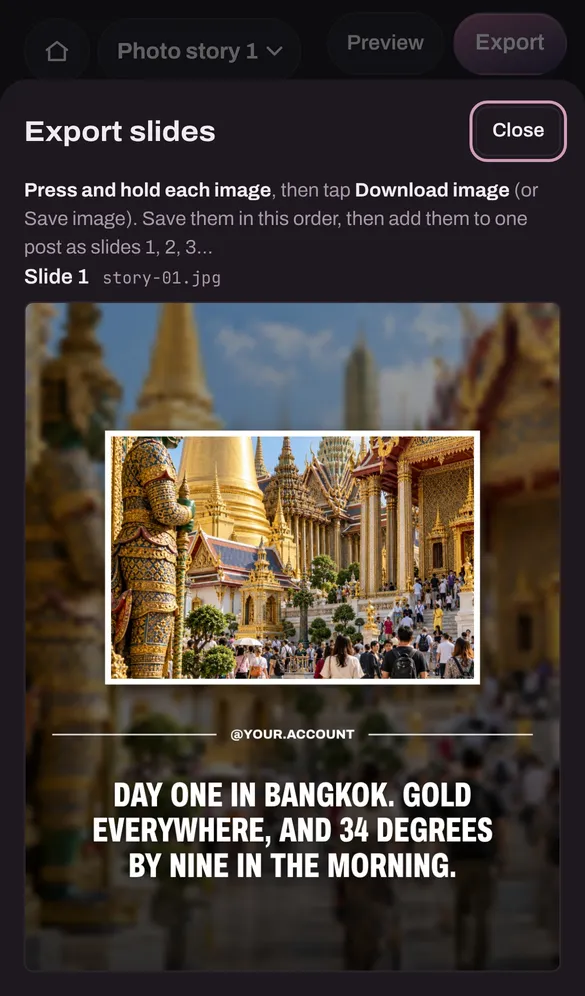 Photo story 1
Preview
Export
Export slides
Close
Press and hold each image, then tap Download image (or
Save image). Save them in this order, then add them to one
post as slides 1, 2, 3...
Slide 1 story-01.jpg
@YOUR.ACCOUNT
DAY ONE IN BANGKOK. GOLD
EVERYWHERE, AND 34 DEGREES
BY NINE IN THE MORNING.